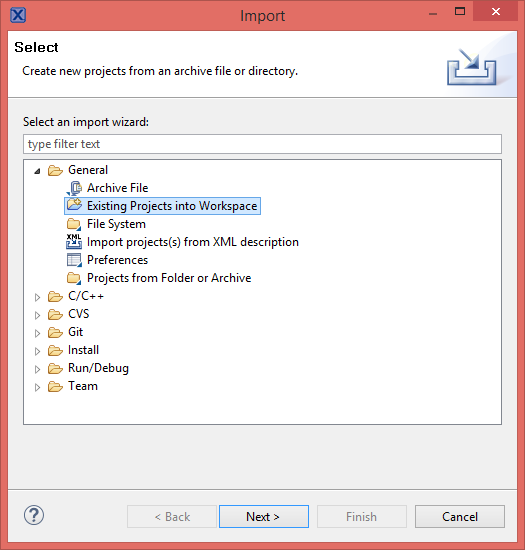 Import
Select
Create new projects from an archive file or directory.
Select an import wizard:
type filter text
General
Archive File
Existing Projects into Workspace
File System
XML Import projects(s) from XML description
Preferences
Projects from Folder or Archive
C/C++
CVS
Git
Install
Run/Debug
Team
? < Back Next > Finish Cancel